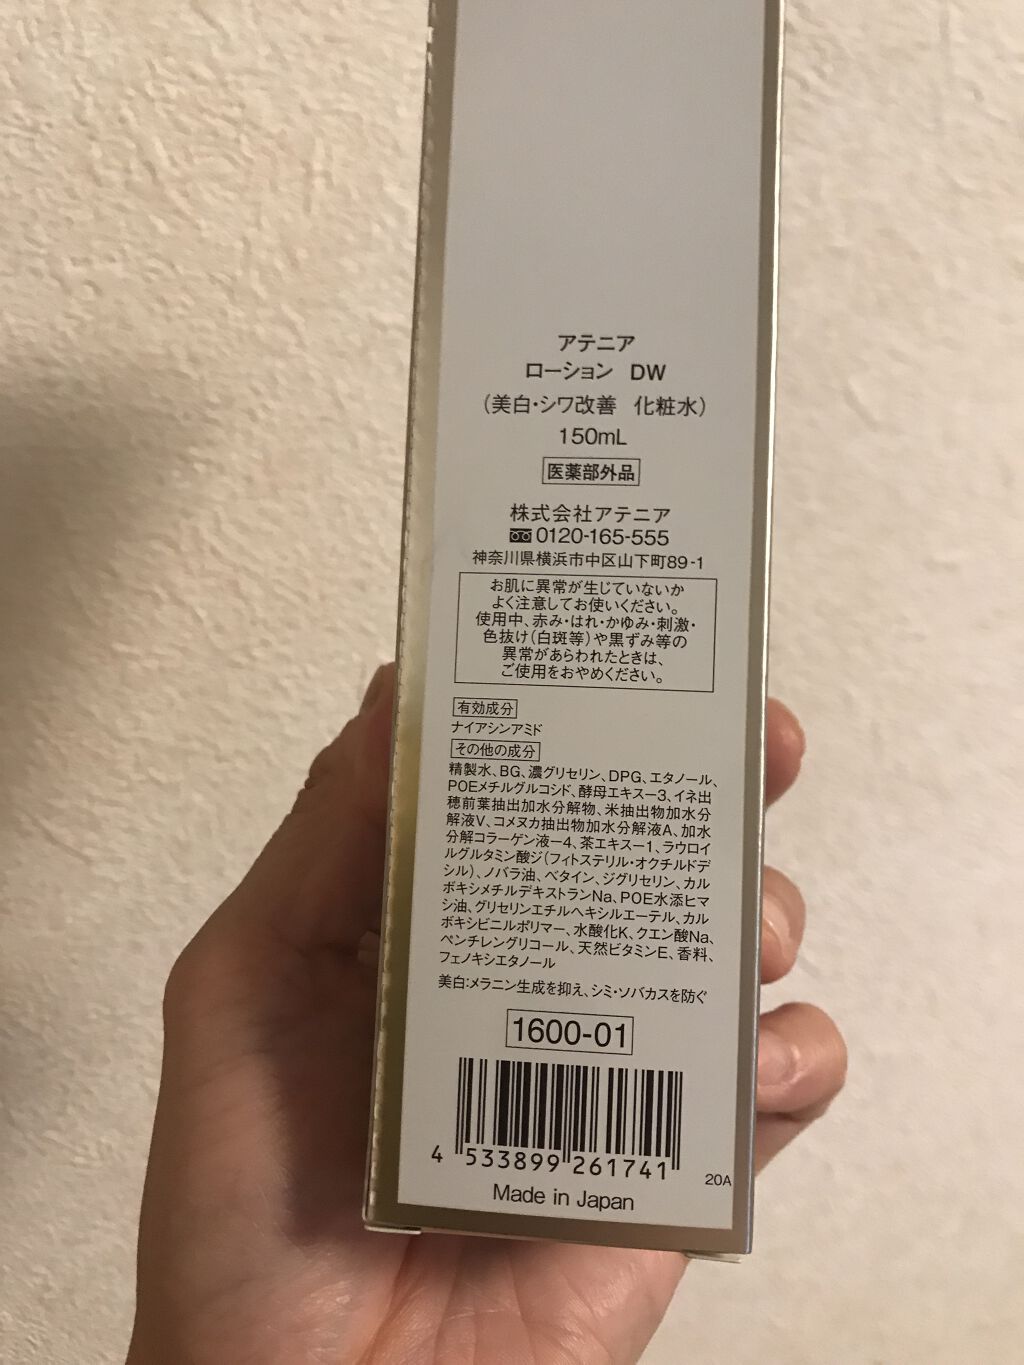 アテニア
ローション DW
（美白・シワ改善 化粧水）
150mL
医薬部外品
株式会社アテニア
0120-165-555
神奈川県横浜市中区山下町89-1
お肌に異常が生じていないか
よく注意してお使いください。
使用中、赤み・はれ・かゆみ・刺激・
色抜け（白斑等）や黒ずみ等の
異常があらわれたときは、
ご使用をおやめください。
有効成分
ナイアシンアミド
その他の成分
精製水、BG、濃グリセリン、DPG、エタノール、
POEメチルグルコシド、酵母エキス－3、イネ出
穂前葉抽出加水分解物、米抽出物加水分
解液V、コメヌカ抽出物加水分解液A、加水
分解コラーゲン液－4、茶エキス－1、ラウロイ
ルグルタミン酸ジ（フィトステリル・オクチルドデ
シル）、ノバラ油、ベタイン、ジグリセリン、カル
ボキシメチルデキストランNa、POE水添ヒマ
シ油、グリセリンエチルヘキシルエーテル、カル
ボキシビニルポリマー、水酸化K、クエン酸Na、
ペンチレングリコール、天然ビタミンE、香料、
フェノキシエタノール
美白：メラニン生成を抑え、シミ・ソバカスを防ぐ
1600-01
4 533899 261741
20A
Made in Japan